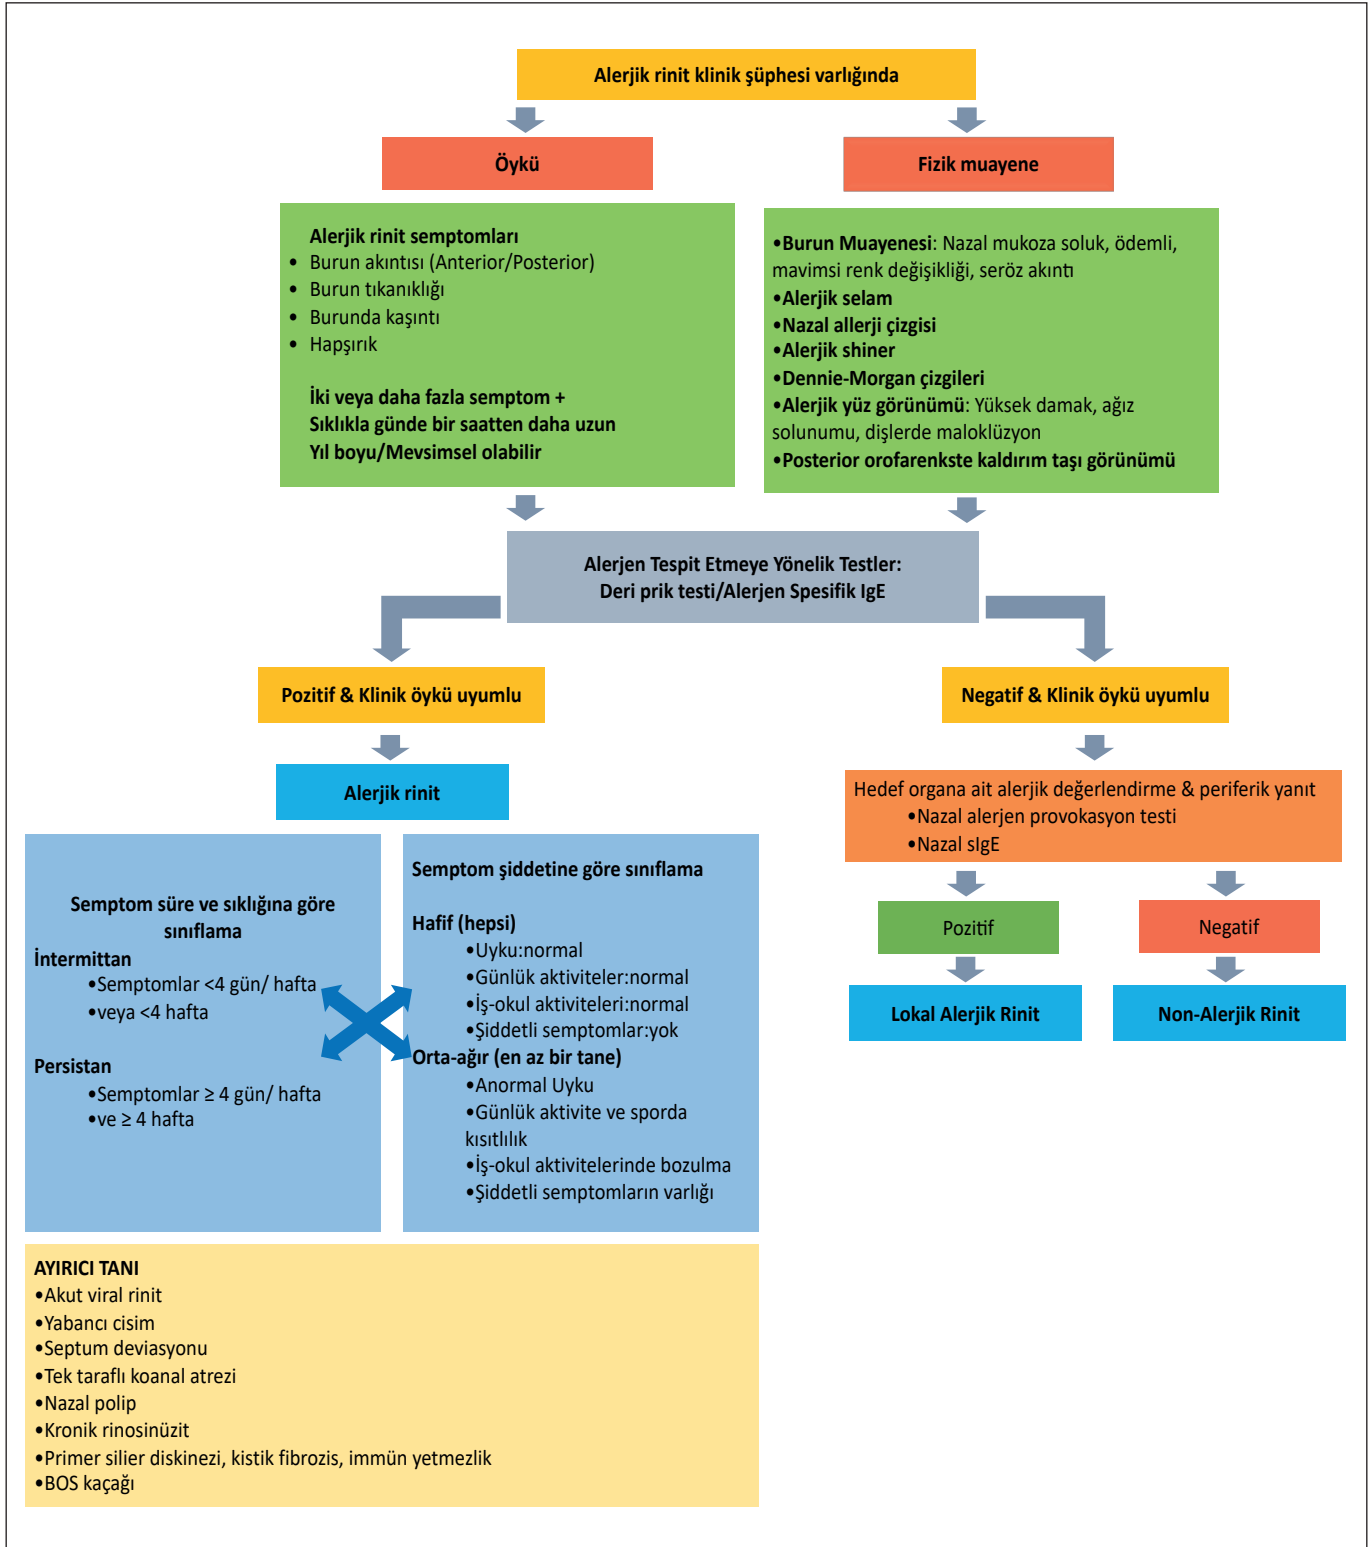 Alerjik rinit klinik şüphesi varlığında
Öykü
Fizik muayene
Alerjik rinit semptomları
• Burun akıntısı (Anterior/Posterior)
• Burun tıkanıklığı
• Burunda kaşıntı
• Hapşırık
İki veya daha fazla semptom +
Sıklıkla günde bir saatten daha uzun
Yıl boyu/Mevsimsel olabilir
•Burun Muayenesi: Nazal mukoza soluk, ödemli,
mavimsi renk değişikliği, seröz akıntı
•Alerjik selam
•Nazal allerji çizgisi
•Alerjik shiner
•Dennie-Morgan çizgileri
•Alerjik yüz görünümü: Yüksek damak, ağız
solunumu, dişlerde maloklüzyon
•Posterior orofarenkste kaldırım taşı görünümü
Alerjen Tespit Etmeye Yönelik Testler:
Deri prik testi/Alerjen Spesifik IgE
Pozitif & Klinik öykü uyumlu
Negatif & Klinik öykü uyumlu
Alerjik rinit
Hedef organa ait alerjik değerlendirme & periferik yanıt
•Nazal alerjen provokasyon testi
•Nazal sIgE
Pozitif
Negatif
Lokal Alerjik Rinit
Non-Alerjik Rinit
Semptom süre ve sıklığına göre
sınıflama
İntermittan
•Semptomlar <4 gün/ hafta
•veya <4 hafta
Persistan
•Semptomlar ≥ 4 gün/ hafta
•ve ≥ 4 hafta
Semptom şiddetine göre sınıflama
Hafif (hepsi)
•Uyku:normal
•Günlük aktiviteler:normal
•İş-okul aktiviteleri:normal
•Şiddetli semptomlar:yok
Orta-ağır (en az bir tane)
•Anormal Uyku
•Günlük aktivite ve sporda
kısıtlılık
•İş-okul aktivitelerinde bozulma
•Şiddetli semptomların varlığı
AYIRICI TANI
•Akut viral rinit
•Yabancı cisim
•Septum deviasyonu
•Tek taraflı koanal atrezi
•Nazal polip
•Kronik rinosinüzit
•Primer silier diskinezi, kistik fibrozis, immün yetmezlik
•BOS kaçağı